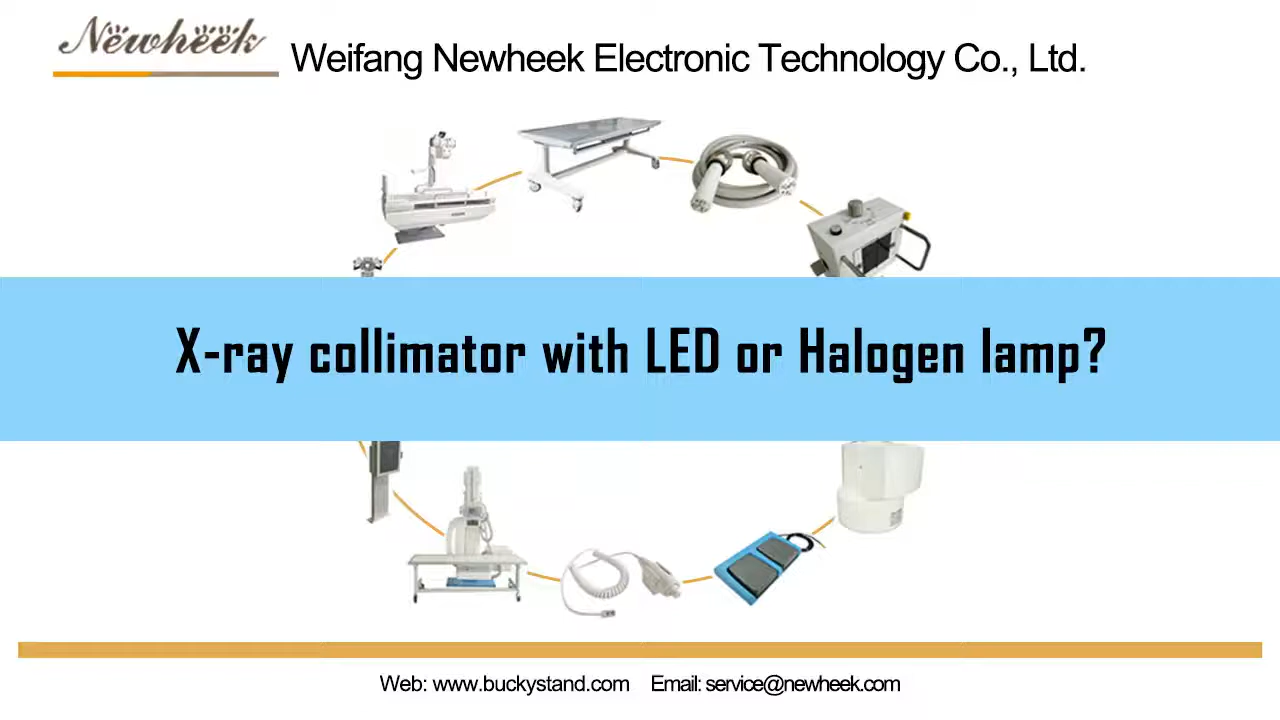 Newheek
Weifang Newheek Electronic Technology Co., Ltd.
X-ray collimator with LED or Halogen lamp?
Web: www.buckystand.com Email: service@newheek.com